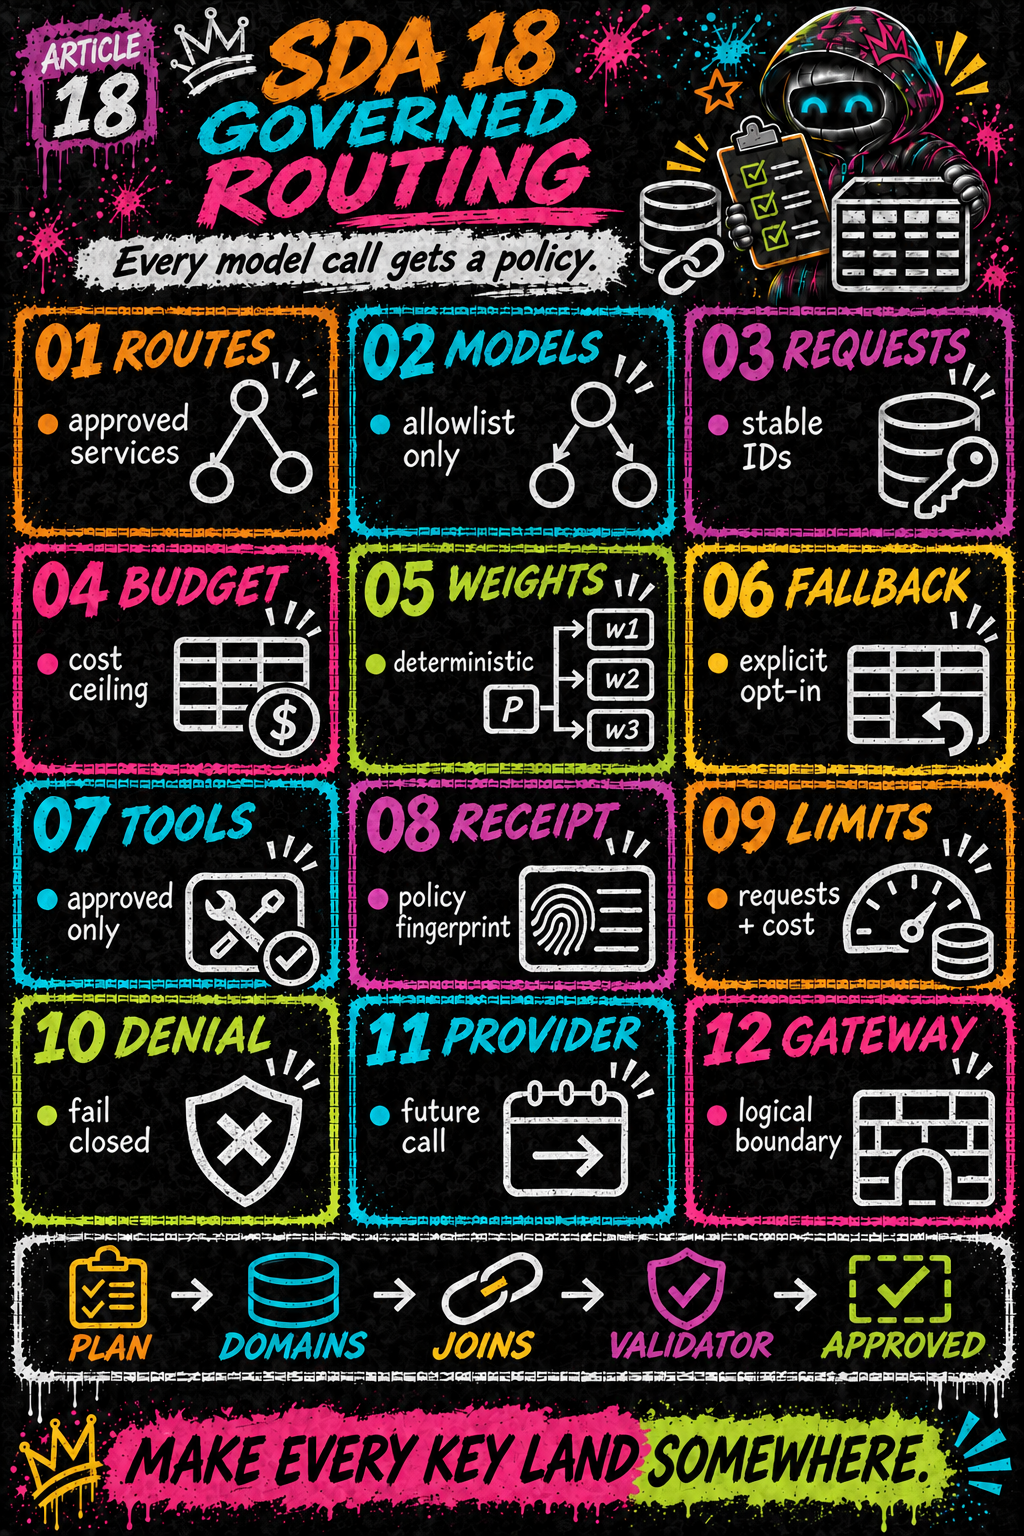 ARTICLE
18
SDA 18
GOVERNED
ROUTING
Every model call gets a policy.
01 ROUTES
approved
services
02 MODELS
allowlist
only
03 REQUESTS
stable
IDs
04 BUDGET
cost
ceiling
$
05 WEIGHTS
deterministic
P
w1
w2
w3
06 FALLBACK
explicit
opt-in
07 TOOLS
approved
only
08 RECEIPT
policy
fingerprint
09 LIMITS
requests
+ cost
10 DENIAL
fail
closed
11 PROVIDER
future
call
12 GATEWAY
logical
boundary
PLAN
DOMAINS
JOINS
VALIDATOR
APPROVED
MAKE EVERY KEY LAND SOMEWHERE.